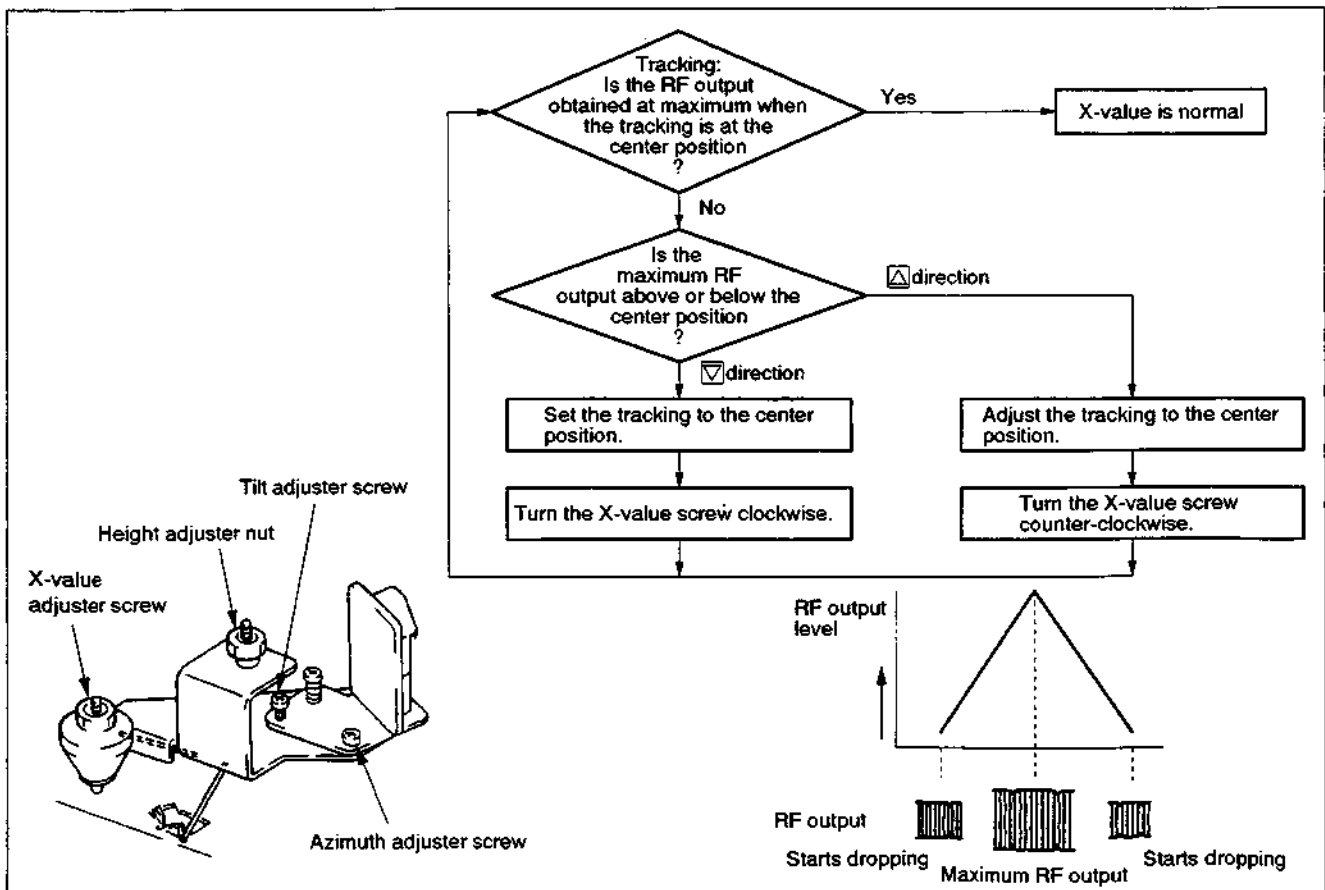 Tracking:
Is the RF output
obtained at maximum when
the tracking is at the
center position
?
Yes
X-value is normal
No
Is the
maximum RF
output above or below the
center position
?
△direction
▽direction
Set the tracking to the center
position.
Adjust the tracking to the center
position.
Turn the X-value screw clockwise.
Turn the X-value screw
counter-clockwise.
Tilt adjuster screw
Height adjuster nut
X-value
adjuster screw
Azimuth adjuster screw
RF output
level
RF output
Starts dropping
Maximum RF output
Starts dropping